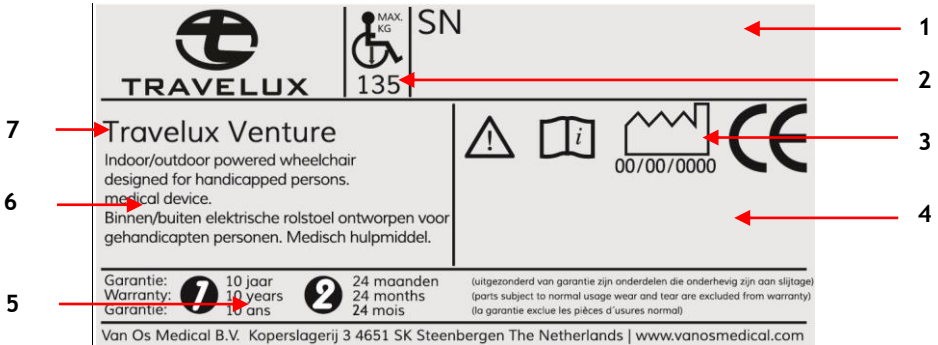 TRAVELUX
MAX.
KG
135
SN
1
2
7
Travelux Venture
Indoor/outdoor powered wheelchair
designed for handicapped persons.
medical device.
Binnen/buiten elektrische rolstoel ontworpen voor
gehandicapten personen. Medisch hulpmiddel.
6
i
00/00/0000
CE
3
4
5
Garantie: 1 10 jaar 2 24 maanden (uitgezonderd van garantie zijn onderdelen die onderhevig zijn aan slijtage)
Warranty: 10 years 24 months (parts subject to normal usage wear and tear are excluded from warranty)
Garantie: 10 ans 24 mois (la garantie exclue les pièces d´usures normal)
Van Os Medical B.V. Koperslagerij 3 4651 SK Steenbergen The Netherlands | www.vanosmedical.com